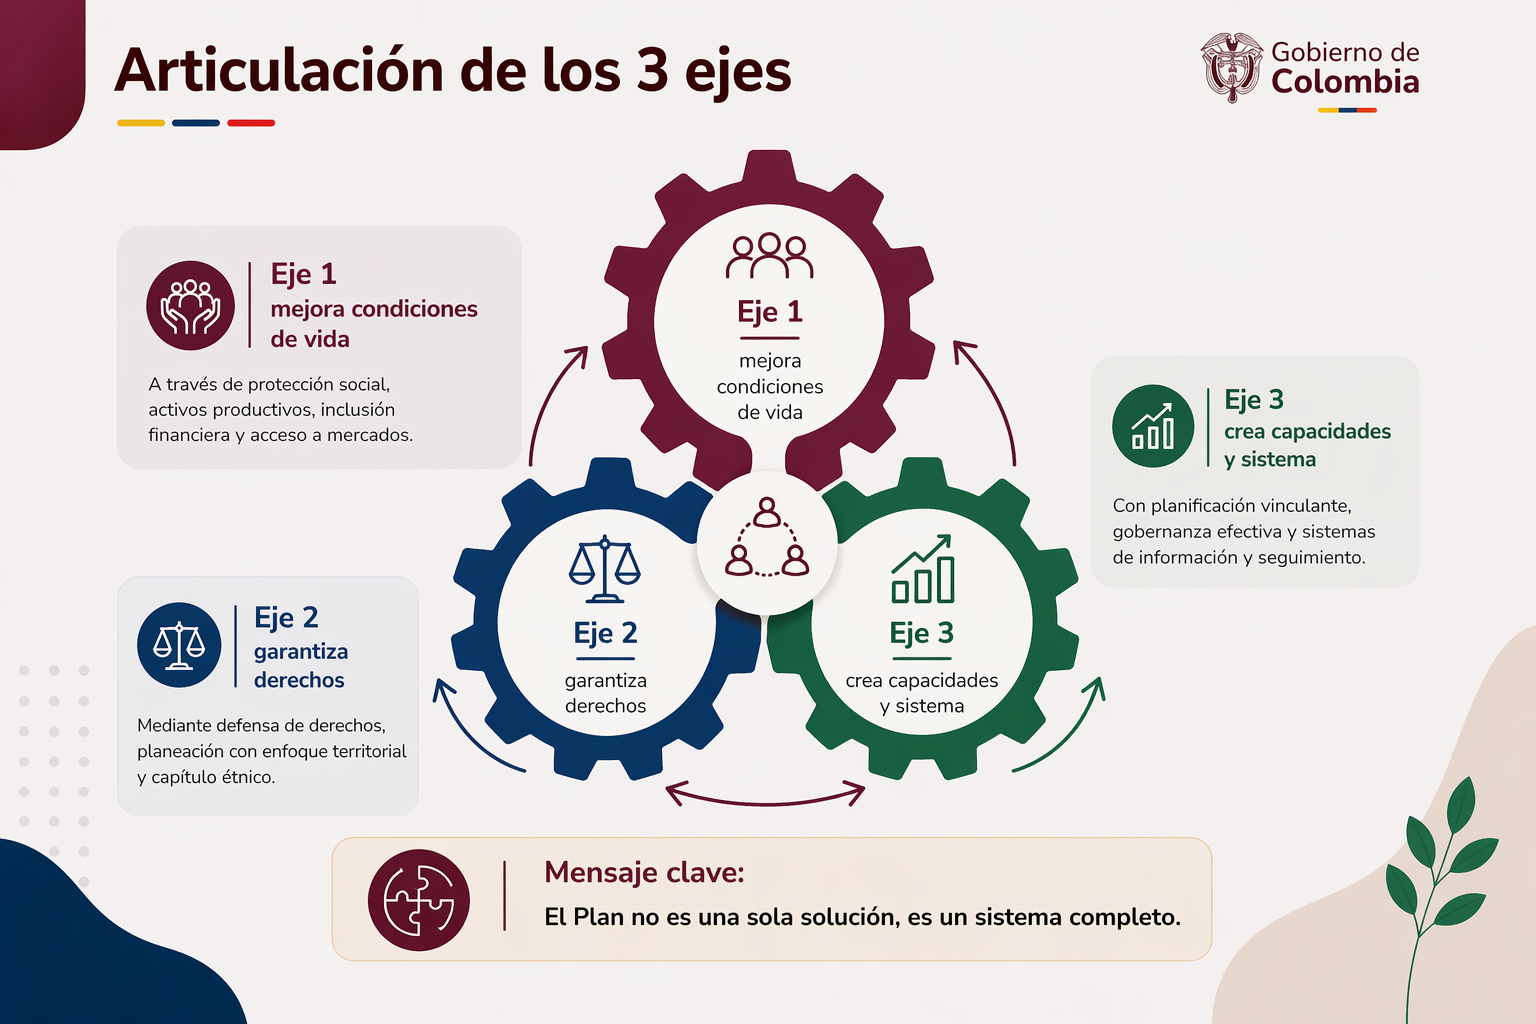 Articulación de los 3 ejes
Gobierno de
Colombia
Eje 1
mejora condiciones
de vida
A través de protección social,
activos productivos, inclusión
financiera y acceso a mercados.
Eje 1
mejora
condiciones
de vida
Eje 3
crea capacidades
y sistema
Con planificación vinculante,
gobernanza efectiva y sistemas
de información y seguimiento.
Eje 2
garantiza
derechos
Mediante defensa de derechos,
planeación con enfoque territorial
y capítulo étnico.
Eje 2
garantiza
derechos
Eje 3
crea capacidades
y sistema
Mensaje clave:
El Plan no es una sola solución, es un sistema completo.